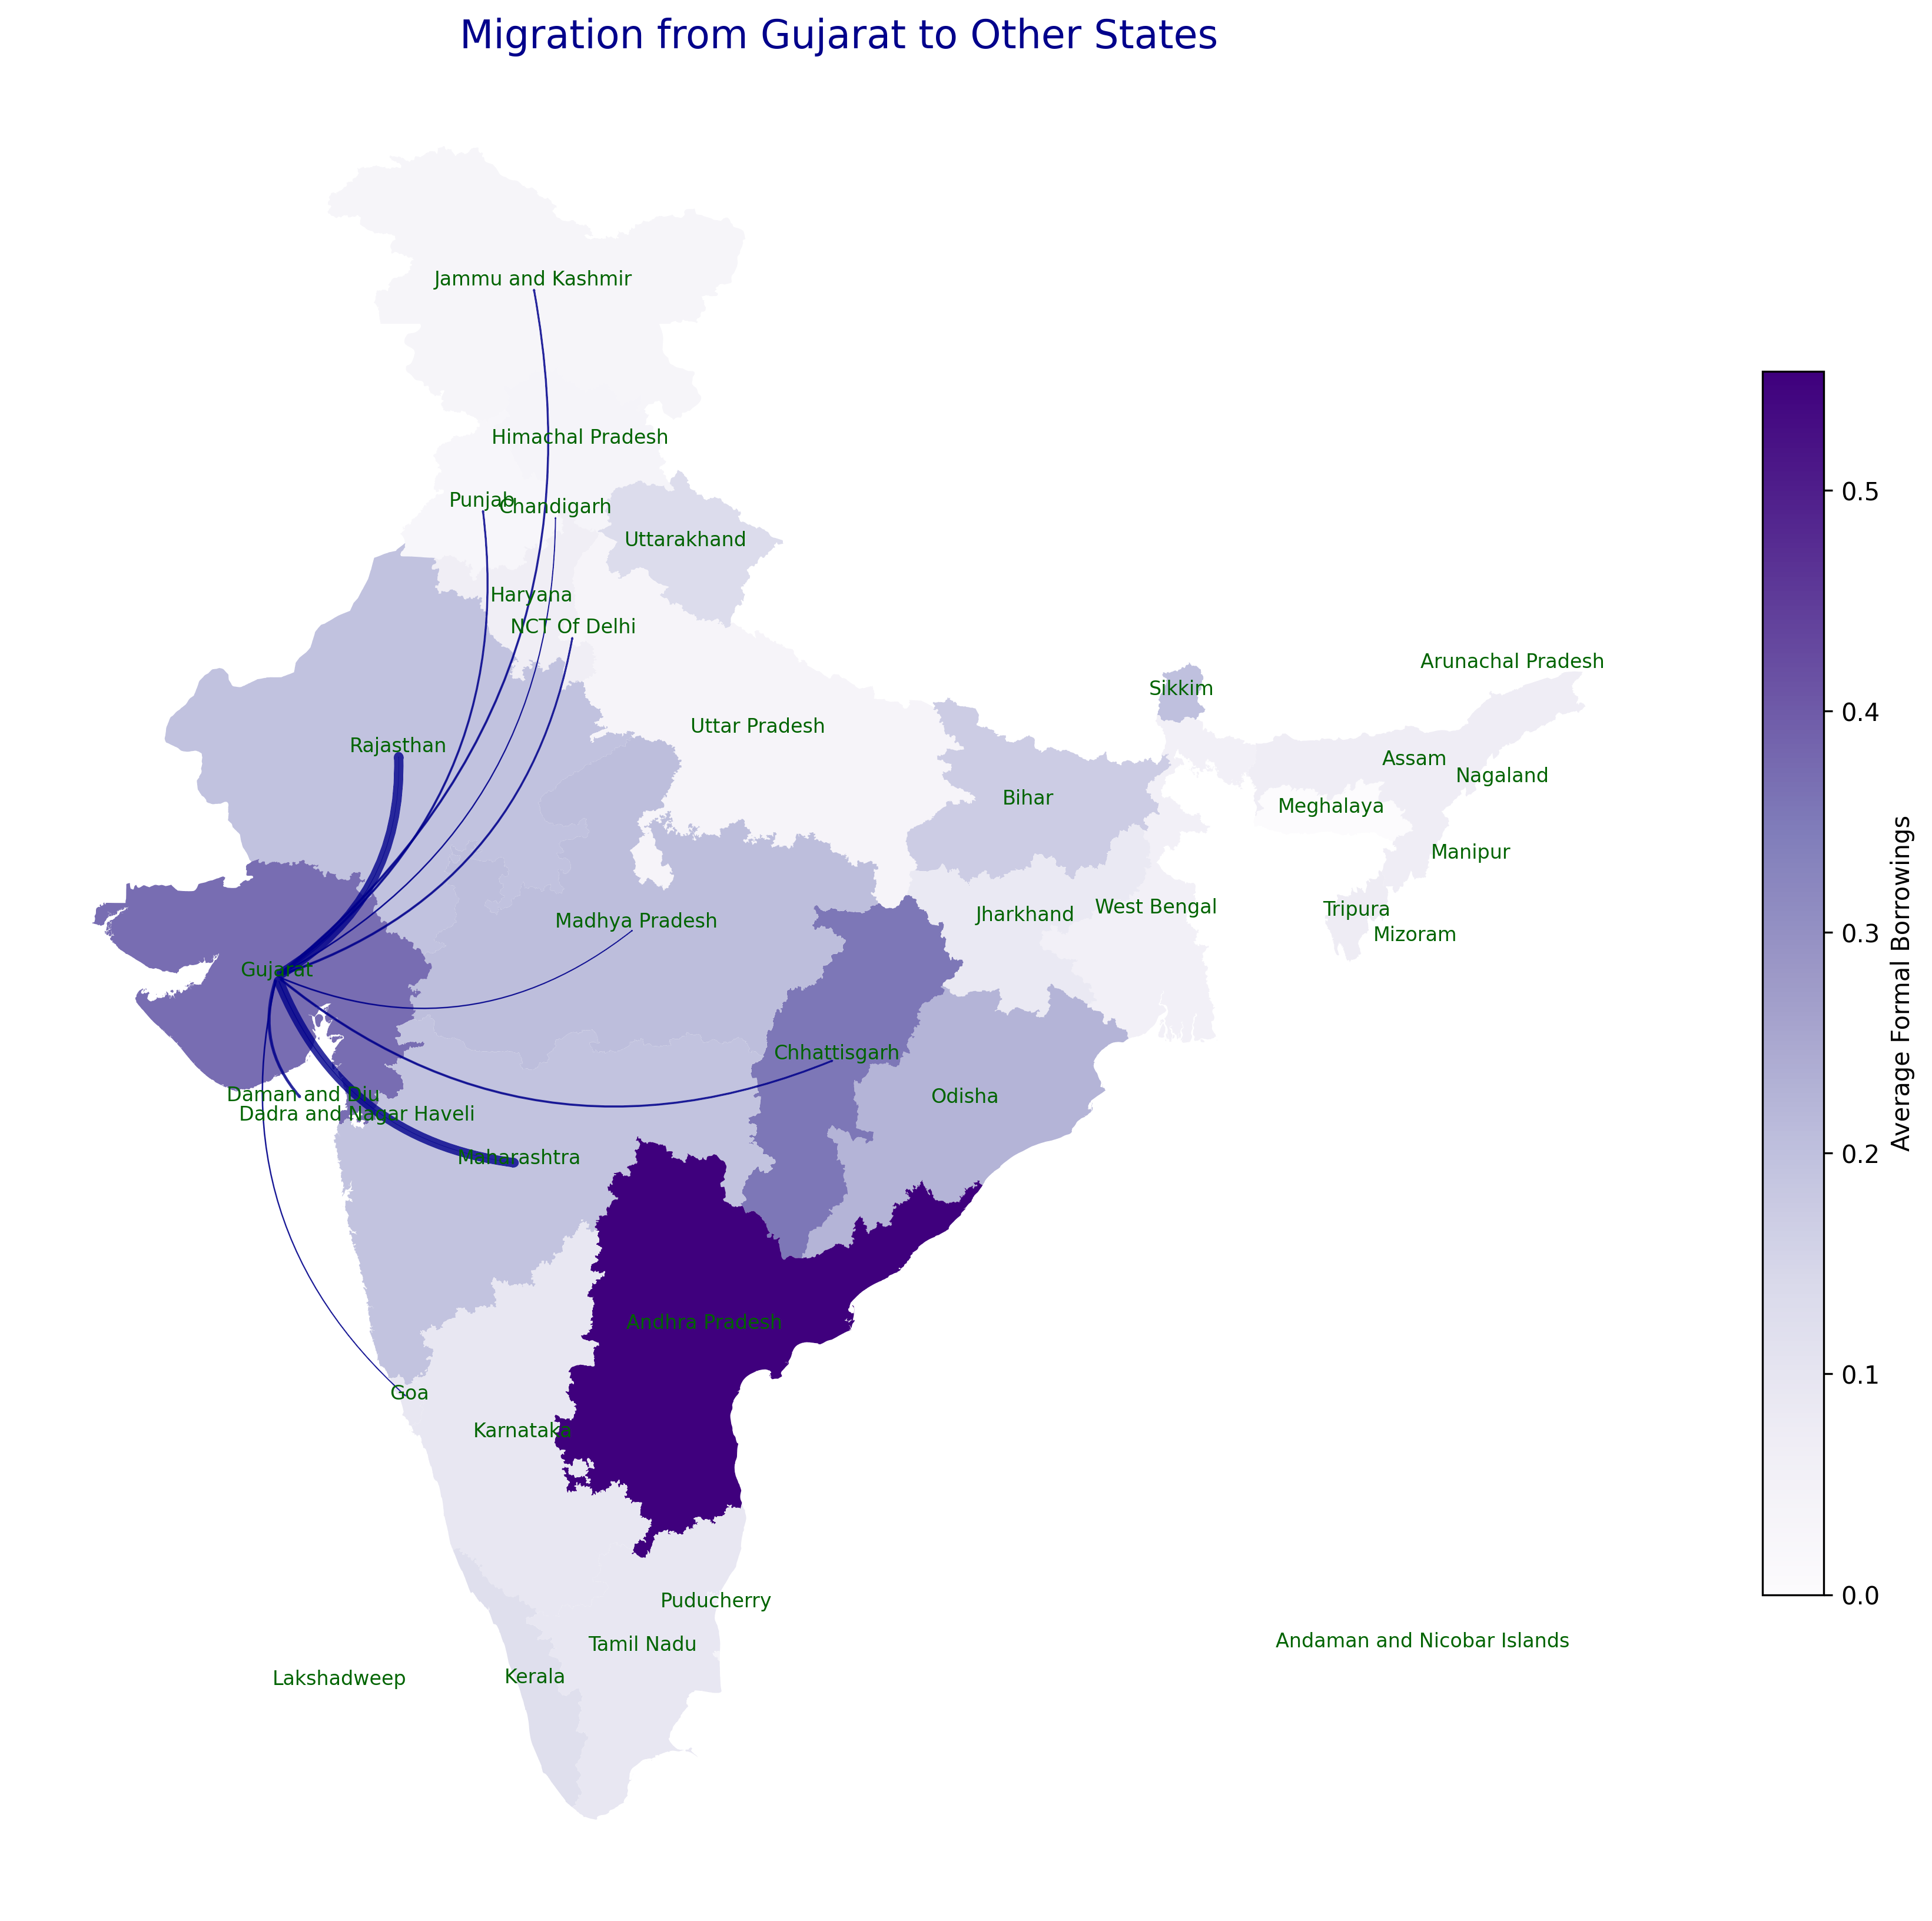 Migration from Gujarat to Other States
Jammu and Kashmir
Himachal Pradesh
Punjab
Chandigarh
Uttarakhand
Haryana
NCT Of Delhi
Arunachal Pradesh
Sikkim
Uttar Pradesh
Rajasthan
Assam
Nagaland
Bihar
Meghalaya
Manipur
West Bengal
Tripura
Jharkhand
Madhya Pradesh
Mizoram
Gujarat
Chhattisgarh
Daman and Diu
Odisha
Dadra and Nagar Haveli
Maharashtra
Andhra Pradesh
Goa
Karnataka
Puducherry
Andaman and Nicobar Islands
Tamil Nadu
Kerala
Lakshadweep
0.5
0.4
0.3
0.2
0.1
0.0
Average Formal Borrowings